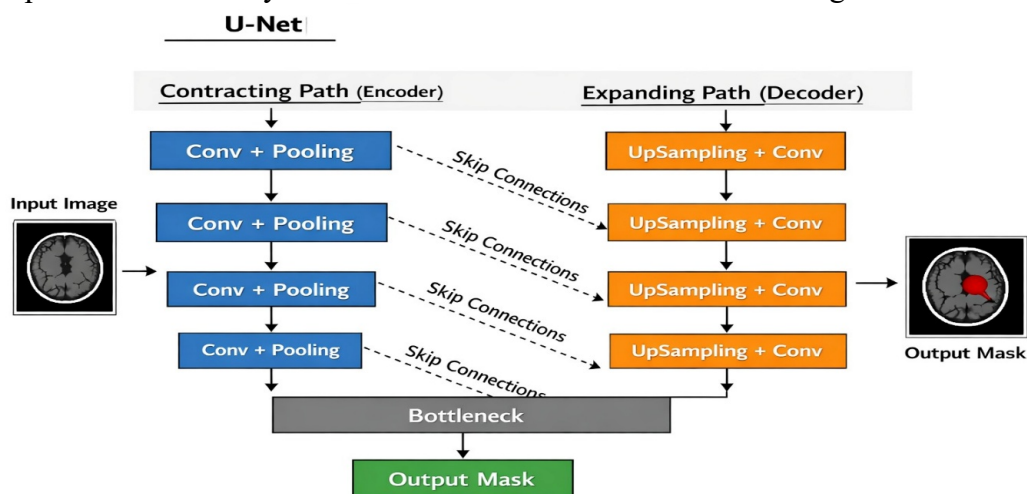 U-Net
Contracting Path (Encoder)
Expanding Path (Decoder)
Conv + Pooling
UpSampling + Conv
Skip Connections
Input Image
Conv + Pooling
UpSampling + Conv
Skip Connections
Conv + Pooling
UpSampling + Conv
Skip Connections
Output Mask
Conv + Pooling
UpSampling + Conv
Skip Connections
Bottleneck
Output Mask